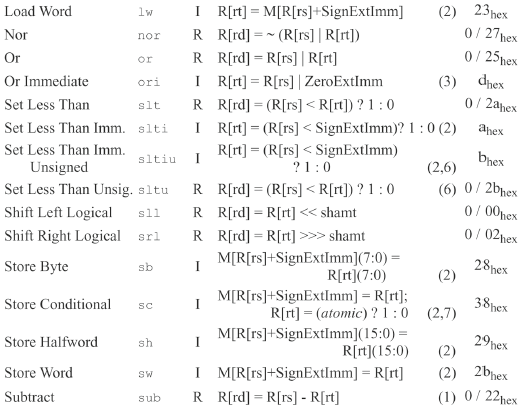 Load Word lw I R[rt] = M[R[rs]+SignExtImm] (2) 23hex
Nor nor R R[rd] = ~ (R[rs] | R[rt]) 0 / 27hex
Or or R R[rd] = R[rs] | R[rt] 0 / 25hex
Or Immediate ori I R[rt] = R[rs] | ZeroExtImm (3) dhex
Set Less Than slt R R[rd] = (R[rs] < R[rt]) ? 1 : 0 0 / 2ahex
Set Less Than Imm. slti I R[rt] = (R[rs] < SignExtImm)? 1 : 0 (2) ahex
Set Less Than Imm. Unsigned sltiu I R[rt] = (R[rs] < SignExtImm) ? 1 : 0 (2,6) bhex
Set Less Than Unsig. sltu R R[rd] = (R[rs] < R[rt]) ? 1 : 0 (6) 0 / 2bhex
Shift Left Logical sll R R[rd] = R[rt] << shamt 0 / 00hex
Shift Right Logical srl R R[rd] = R[rt] >>> shamt 0 / 02hex
Store Byte sb I M[R[rs]+SignExtImm](7:0) = R[rt](7:0) (2) 28hex
Store Conditional sc I M[R[rs]+SignExtImm] = R[rt]; R[rt] = (atomic) ? 1 : 0 (2,7) 38hex
Store Halfword sh I M[R[rs]+SignExtImm](15:0) = R[rt](15:0) (2) 29hex
Store Word sw I M[R[rs]+SignExtImm] = R[rt] (2) 2bhex
Subtract sub R R[rd] = R[rs] - R[rt] (1) 0 / 22hex